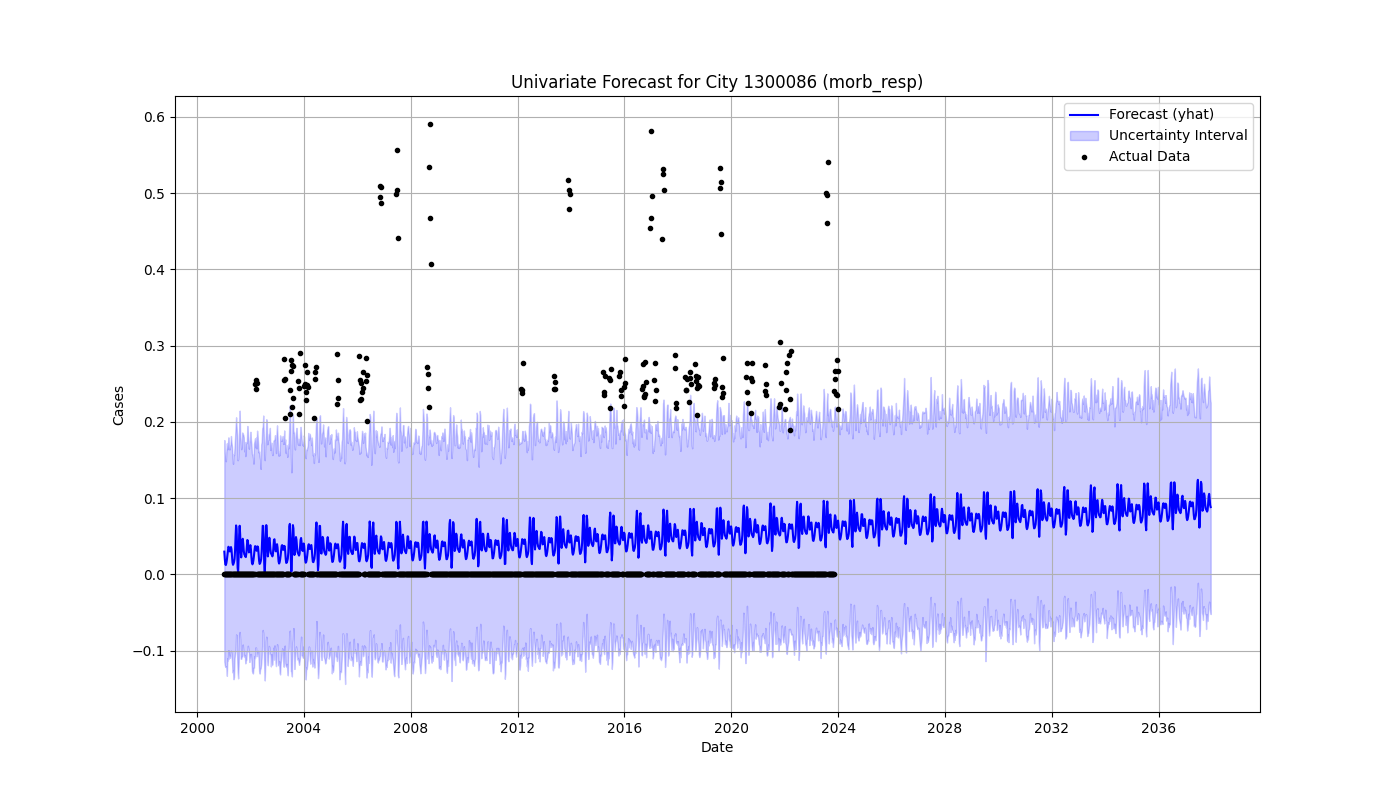 Univariate Forecast for City 1300086 (morb_resp)
Forecast (yhat)
Uncertainty Interval
Actual Data
Cases
0.6
0.5
0.4
0.3
0.2
0.1
0.0
−0.1
2000 2004 2008 2012 2016 2020 2024 2028 2032 2036
Date